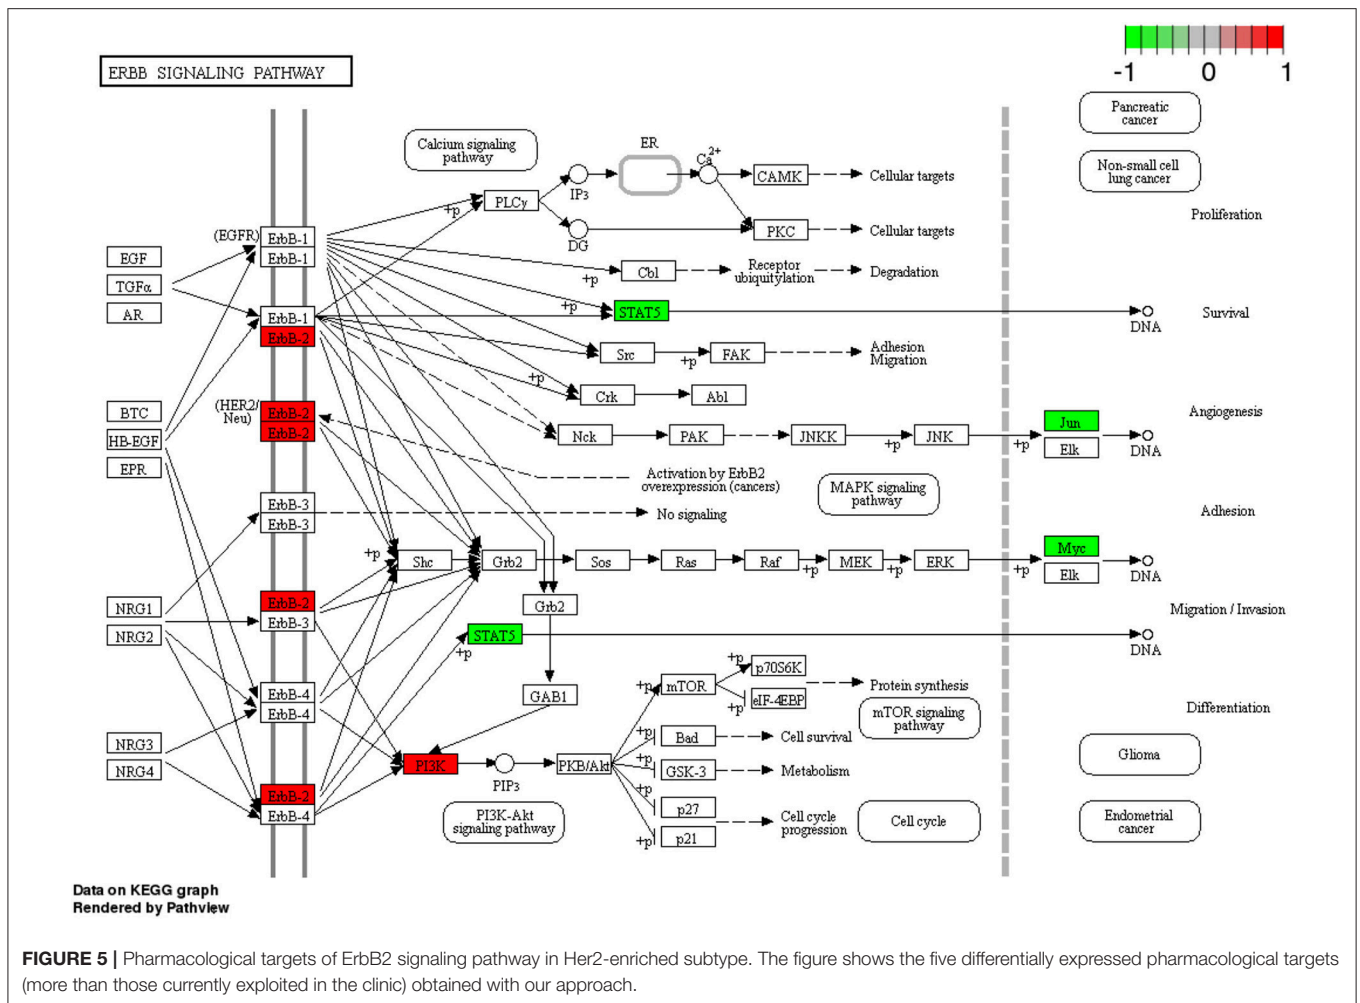 ERBB SIGNALING PATHWAY
-1 0 1
Pancreatic
cancer
Non-small cell
lung cancer
Calcium signaling
pathway
ER
Ca2+
IP3
CAMK
Cellular targets
PLCγ
+p
DG
PKC
Cellular targets
Proliferation
(EGFR)
ErbB-1
ErbB-1
EGF
TGFα
AR
Cbl
+p
Receptor
ubiquitylation
Degradation
ErbB-1
ErbB-2
+p
STAT5
DNA
Survival
Src
+p
FAK
Adhesion
Migration
+p
Crk
Abl
BTC
HB-EGF
EPR
(HER2/
Neu)
ErbB-2
ErbB-2
Nck
PAK
JNKK
+p
JNK
+p
Jun
Elk
DNA
Angiogenesis
Activation by ErbB2
overexpression (cancers)
MAPK signaling
pathway
ErbB-3
ErbB-3
No signaling
Adhesion
+p
Shc
Grb2
Sos
Ras
Raf
+p
MEK
+p
ERK
+p
Myc
Elk
DNA
NRG1
NRG2
ErbB-2
ErbB-3
Grb2
Migration / Invasion
STAT5
+p
DNA
ErbB-4
ErbB-4
GAB1
+p
mTOR
+p
p70S6K
+p
eIF-4EBP
Protein synthesis
mTOR signaling
pathway
Differentiation
NRG3
NRG4
PI3K
PIP3
PKB/Akt
+p
Bad
Cell survival
+p
GSK-3
Metabolism
Glioma
ErbB-2
ErbB-4
PI3K-Akt
signaling pathway
+p
p27
+p
p21
Cell cycle
progression
Cell cycle
Endometrial
cancer
Data on KEGG graph
Rendered by Pathview
FIGURE 5 | Pharmacological targets of ErbB2 signaling pathway in Her2-enriched subtype. The figure shows the five differentially expressed pharmacological targets
(more than those currently exploited in the clinic) obtained with our approach.